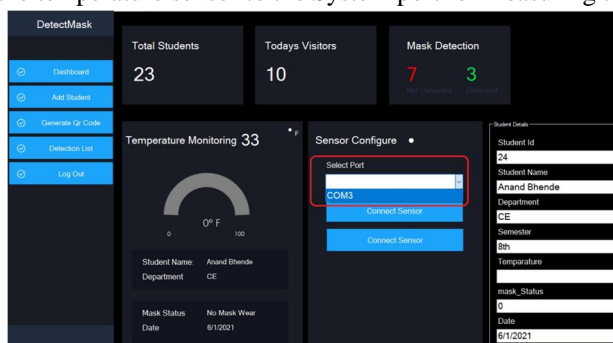 DetectMask
Dashboard
Add Student
Generate Qr Code
Detection List
Log Out
Total Students
23
Todays Visitors
10
Mask Detection
7 3
Not Detected Detected
Temperature Monitoring 33 ° F
0° F
0 100
Student Name: Anand Bhende
Department CE
Mask Status No Mask Wear
Date 6/1/2021
Sensor Configure
Select Port
COM3
Connect Sensor
Connect Sensor
Student Details
Student Id
24
Student Name
Anand Bhende
Department
CE
Semester
8th
Temparature
mask_Status
0
Date
6/1/2021